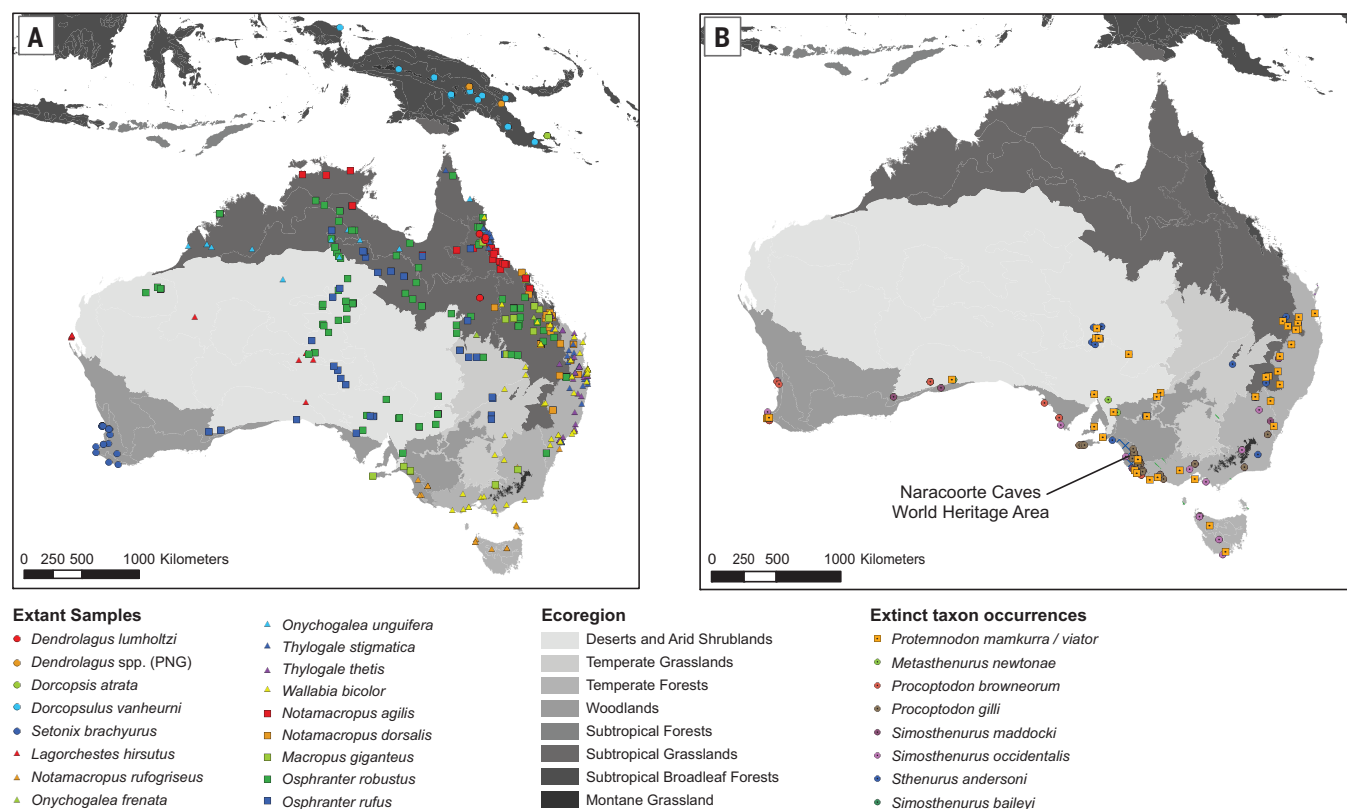 A
B
Naracoorte Caves
World Heritage Area
0 250 500 1000 Kilometers
0 250 500 1000 Kilometers
Extant Samples
Dendrolagus lumholtzi
Dendrolagus spp. (PNG)
Dorcopsis atrata
Dorcopsulus vanheurni
Setonix brachyurus
Lagorchestes hirsutus
Notamacropus rufogriseus
Onychogalea frenata
Onychogalea unguifera
Thylogale stigmatica
Thylogale thetis
Wallabia bicolor
Notamacropus agilis
Notamacropus dorsalis
Macropus giganteus
Osphranter robustus
Osphranter rufus
Ecoregion
Deserts and Arid Shrublands
Temperate Grasslands
Temperate Forests
Woodlands
Subtropical Forests
Subtropical Grasslands
Subtropical Broadleaf Forests
Montane Grassland
Extinct taxon occurrences
Protemnodon mamkurra / viator
Metasthenurus newtonae
Procoptodon browneorum
Procoptodon gilli
Simosthenurus maddocki
Simosthenurus occidentalis
Sthenurus andersoni
Simosthenurus baileyi